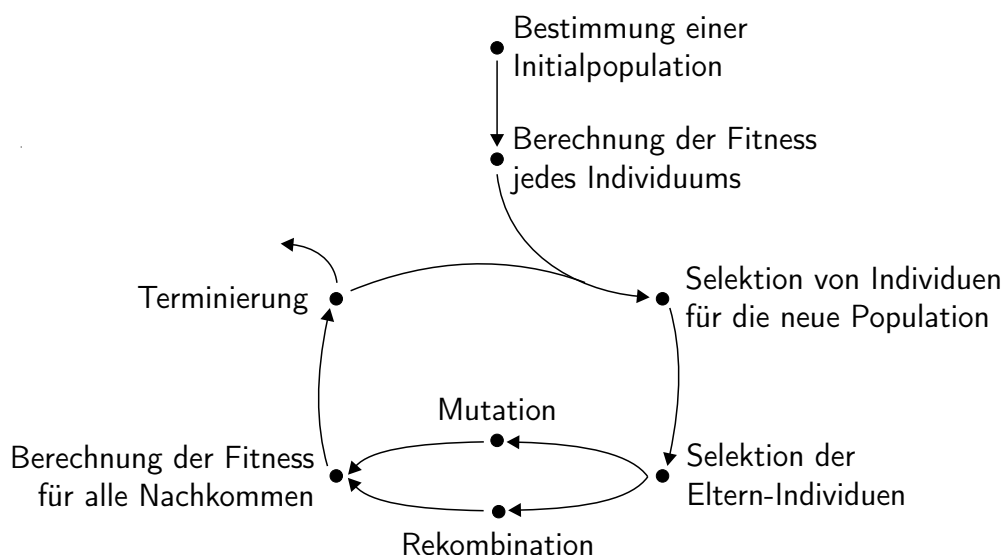 Bestimmung einer
Initialpopulation
Berechnung der Fitness
jedes Individuums
Terminierung
Selektion von Individuen
für die neue Population
Mutation
Berechnung der Fitness
für alle Nachkommen
Selektion der
Eltern-Individuen
Rekombination